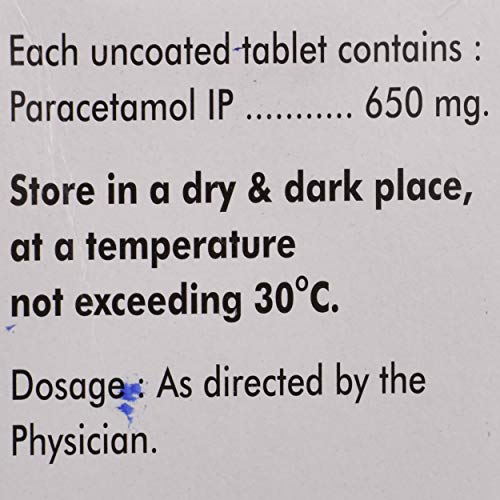 Each uncoated tablet contains :
Paracetamol IP ........... 650 mg.
Store in a dry & dark place,
at a temperature
not exceeding 30°C.
Dosage : As directed by the
Physician.